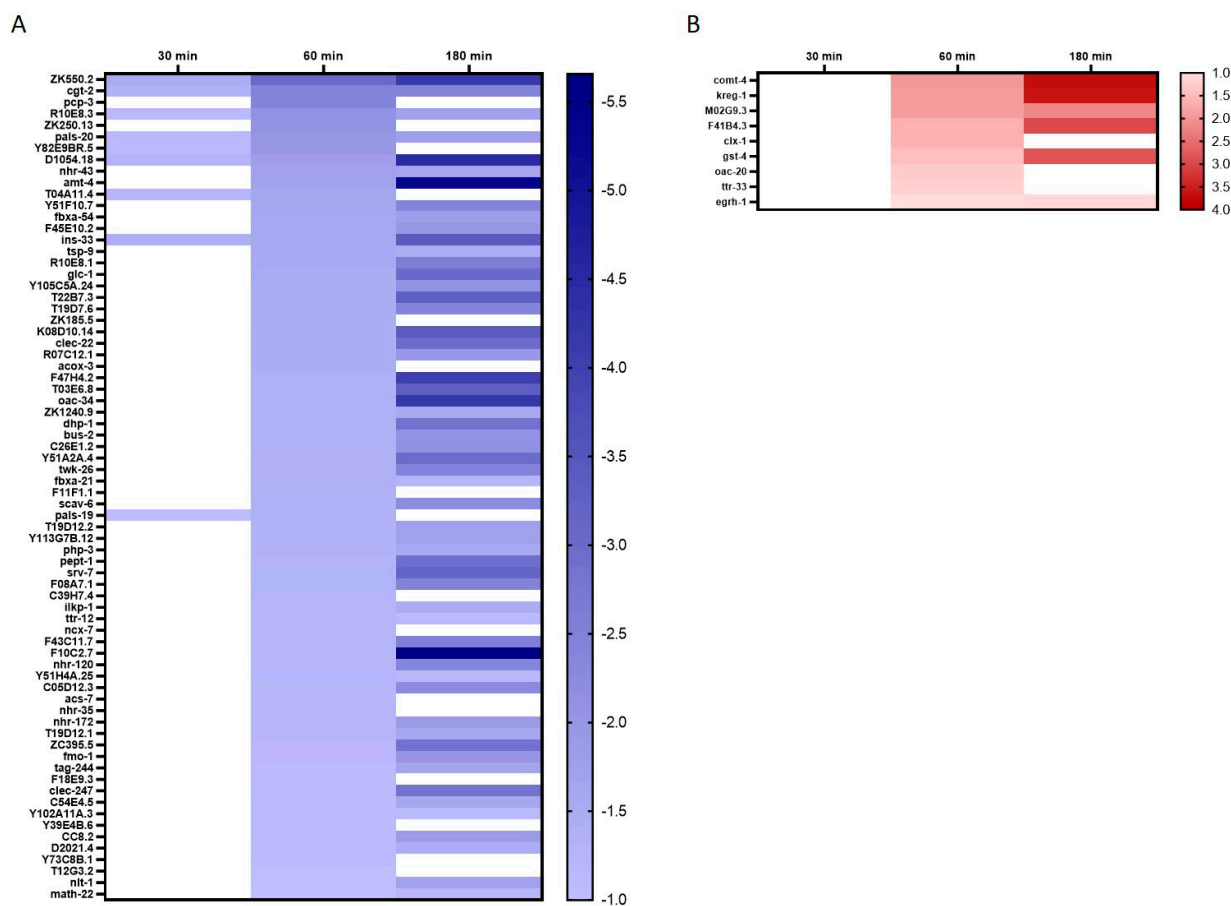 A
30 min 60 min 180 min
ZK550.2
cgt-2
pcp-3
R10E8.3
ZK250.13
pals-20
Y82E9BR.5
D1054.18
nhr-43
amt-4
T04A11.4
Y51F10.7
fbxa-54
F45E10.2
ins-33
tsp-9
R10E8.1
glc-1
Y105C5A.24
T22B7.3
T19D7.6
ZK185.5
K08D10.14
clec-22
R07C12.1
acox-3
F47H4.2
T03E6.8
oac-34
ZK1240.9
dhp-1
bus-2
C26E1.2
Y51A2A.4
twk-26
fbxa-21
F11F1.1
scav-6
pals-19
T19D12.2
Y113G7B.12
php-3
pept-1
srv-7
F08A7.1
C39H7.4
ilkp-1
ttr-12
ncx-7
F43C11.7
F10C2.7
nhr-120
Y51H4A.25
C05D12.3
acs-7
nhr-35
nhr-172
T19D12.1
ZC395.5
fmo-1
tag-244
F18E9.3
clec-247
C54E4.5
Y102A11A.3
Y39E4B.6
CC8.2
D2021.4
Y73C8B.1
T12G3.2
nit-1
math-22
-5.5
-5.0
-4.5
-4.0
-3.5
-3.0
-2.5
-2.0
-1.5
-1.0
B
30 min 60 min 180 min
comt-4
kreg-1
M02G9.3
F41B4.3
clx-1
gst-4
oac-20
ttr-33
egrh-1
1.0
1.5
2.0
2.5
3.0
3.5
4.0